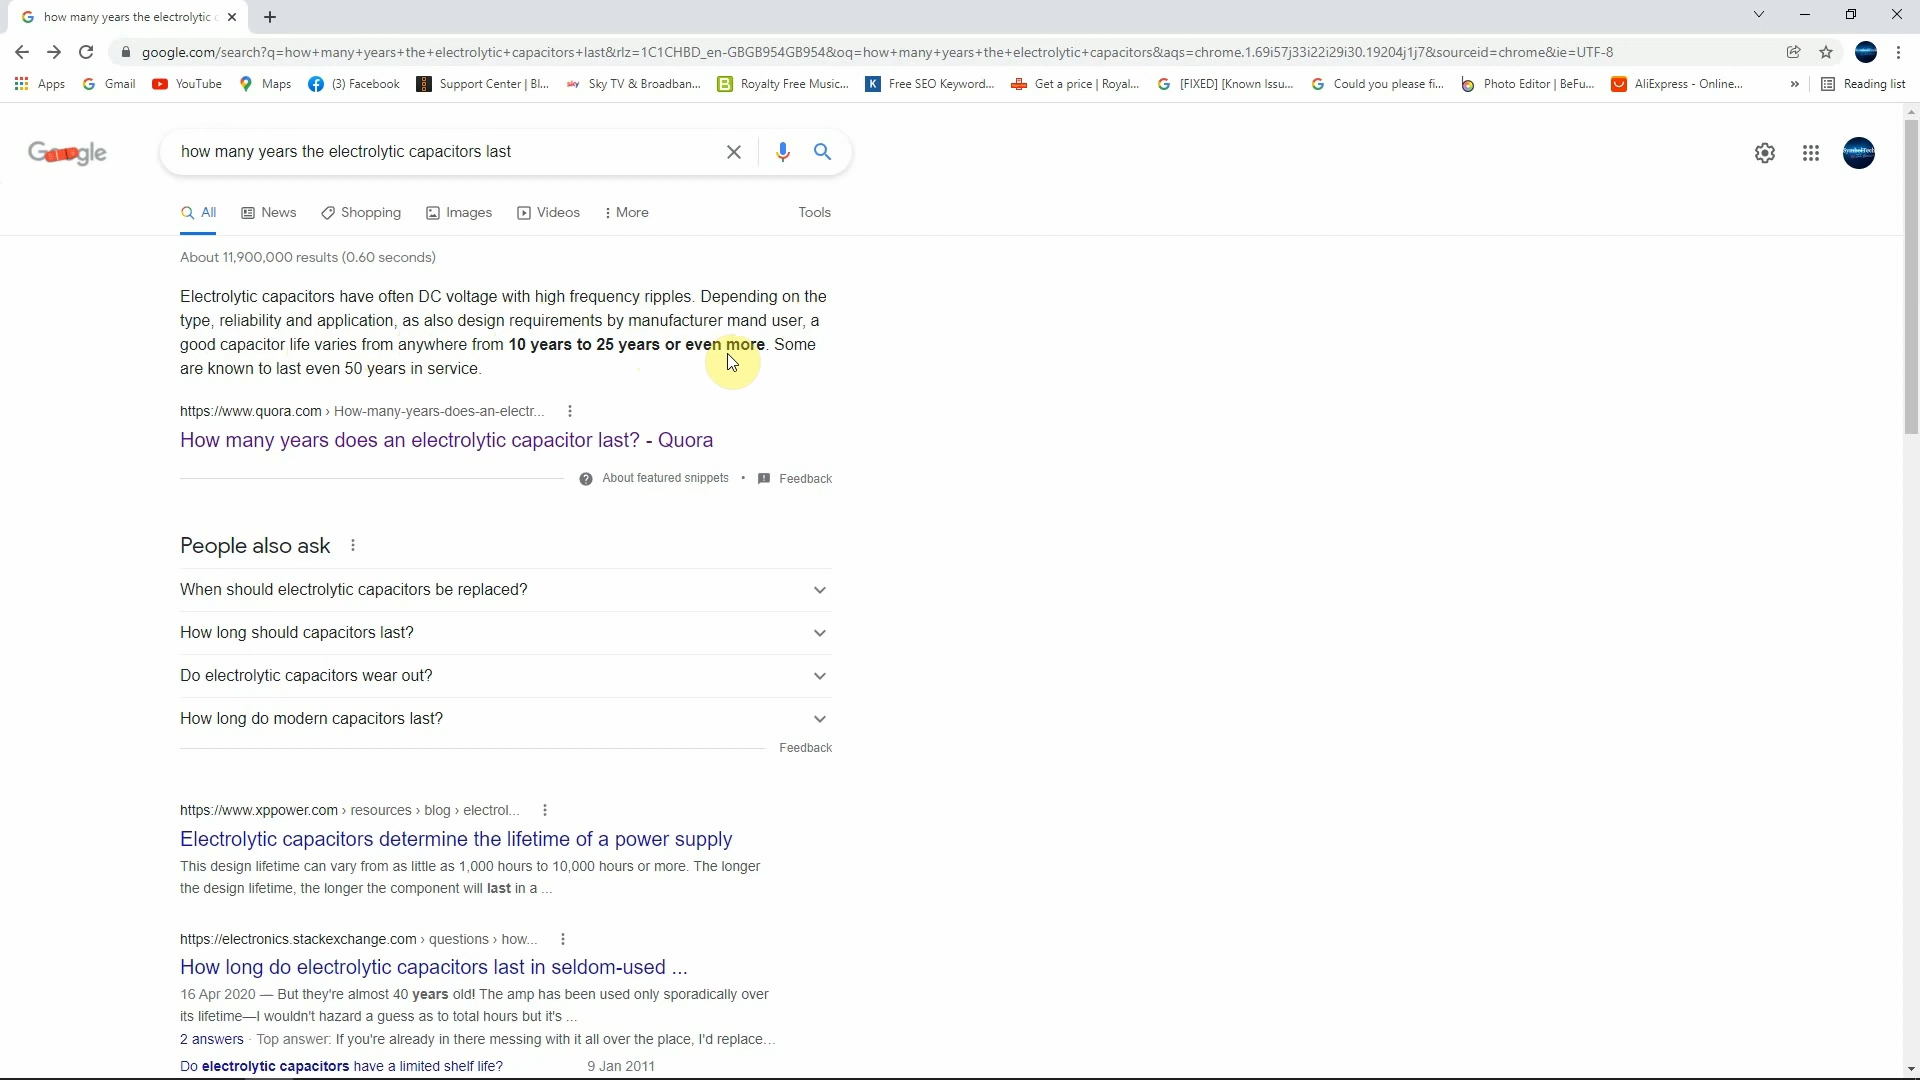 how many years the electrolytic c
google.com/search?q=how+many+years+the+electrolytic+capacitors+last&rlz=1C1CHBD_en-GBGB954GB954&oq=how+many+years+the+electrolytic+capacitors&aqs=chrome.1.69i57j33i22i29i30.19204j1j7&sourceid=chrome&ie=UTF-8
Apps Gmail YouTube Maps (3) Facebook Support Center | Bl... sky Sky TV & Broadban... Royalty Free Music... K Free SEO Keyword... Get a price | Royal... [FIXED] [Known Issu... Could you please fi... Photo Editor | BeFu... AliExpress - Online... » Reading list
Google how many years the electrolytic capacitors last
All News Shopping Images Videos More Tools
About 11,900,000 results (0.60 seconds)
Electrolytic capacitors have often DC voltage with high frequency ripples. Depending on the
type, reliability and application, as also design requirements by manufacturer mand user, a
good capacitor life varies from anywhere from 10 years to 25 years or even more. Some
are known to last even 50 years in service.
https://www.quora.com › How-many-years-does-an-electr...
How many years does an electrolytic capacitor last? - Quora
About featured snippets • Feedback
People also ask
When should electrolytic capacitors be replaced?
How long should capacitors last?
Do electrolytic capacitors wear out?
How long do modern capacitors last?
Feedback
https://www.xppower.com › resources › blog › electrol...
Electrolytic capacitors determine the lifetime of a power supply
This design lifetime can vary from as little as 1,000 hours to 10,000 hours or more. The longer
the design lifetime, the longer the component will last in a ...
https://electronics.stackexchange.com › questions › how...
How long do electrolytic capacitors last in seldom-used ...
16 Apr 2020 — But they're almost 40 years old! The amp has been used only sporadically over
its lifetime—I wouldn't hazard a guess as to total hours but it's ...
2 answers · Top answer: If you're already in there messing with it all over the place, I'd replace...
Do electrolytic capacitors have a limited shelf life? 9 Jan 2011